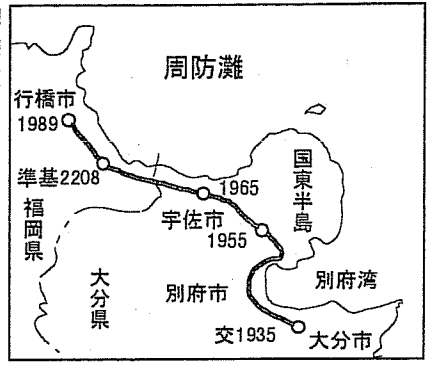 周防灘
行橋市
1989
準基2208
福岡県
1965
宇佐市
1955
国東半島
大分県
別府市
別府湾
交1935
大分市